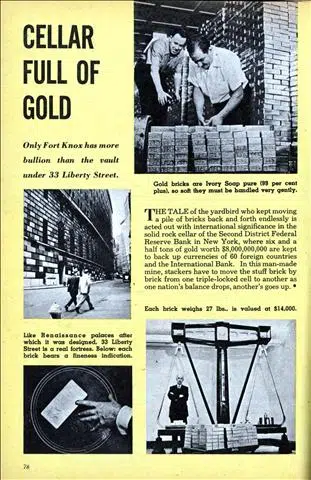 CELLAR
FULL OF
GOLD
Only Fort Knox has more
bullion than the vault
under 33 Liberty Street.
Gold bricks are Ivory Soap pure (99 per cent
plus), so soft they must be handled very gently.
THE TALE of the yardbird who kept moving
a pile of bricks back and forth endlessly is
acted out with international significance in the
solid rock cellar of the Second District Federal
Reserve Bank in New York, where six and a
half tons of gold worth $8,000,000,000 are kept
to back up currencies of 60 foreign countries
and the International Bank. In this man-made
mine, stackers have to move the stuff brick by
brick from one triple-locked cell to another as
one nation's balance drops, another's goes up. •
Each brick weighs 27 lbs., is valued at $14,000.
Like Renaissance palaces after
which it was designed, 33 Liberty
Street is a real fortress. Below: each
brick bears a fineness indication.
78